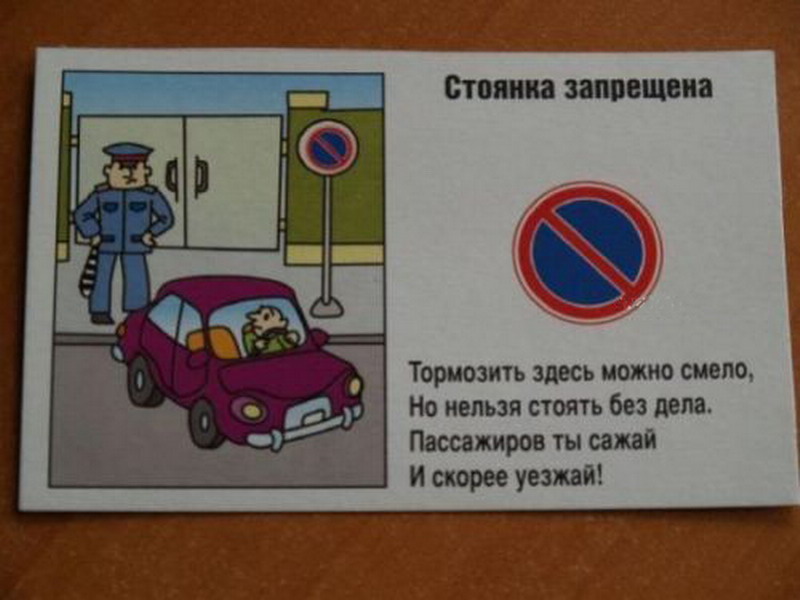 Стоянка запрещена
Тормозить здесь можно смело,
Но нельзя стоять без дела.
Пассажиров ты сажай
И скорее уезжай!